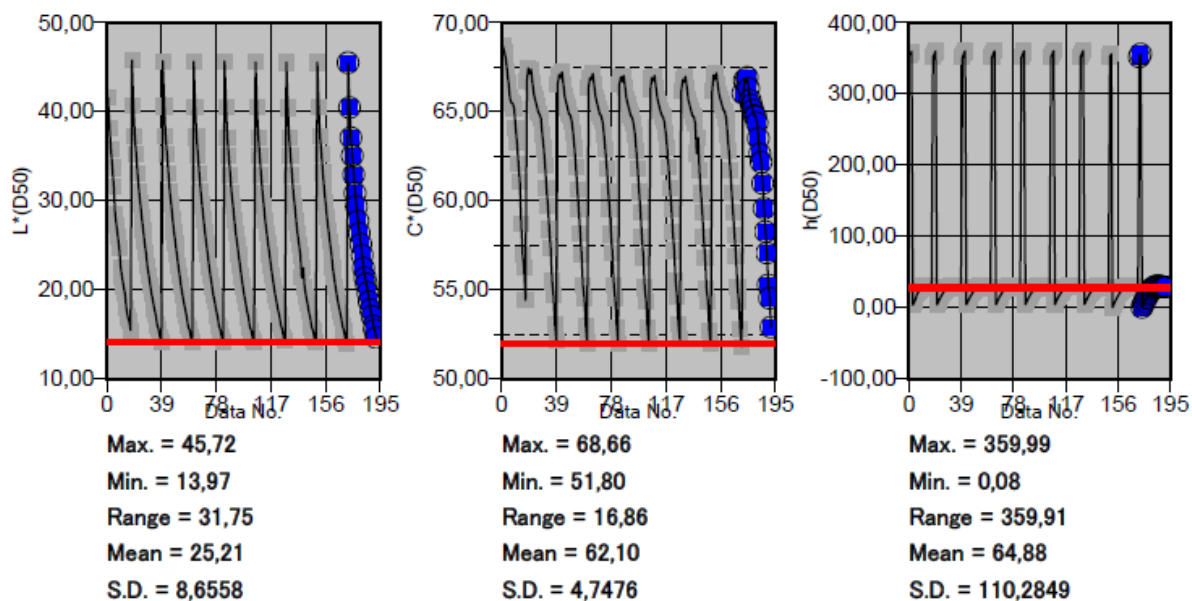 50,00
40,00
30,00
20,00
10,00
L*(D50)
0 39 78 117 156 195
Data No.
Max. = 45,72
Min. = 13,97
Range = 31,75
Mean = 25,21
S.D. = 8,6558
70,00
65,00
60,00
55,00
50,00
C*(D50)
0 39 78 117 156 195
Data No.
Max. = 68,66
Min. = 51,80
Range = 16,86
Mean = 62,10
S.D. = 4,7476
400,00
300,00
200,00
100,00
0,00
-100,00
h(D50)
0 39 78 117 156 195
Data No.
Max. = 359,99
Min. = 0,08
Range = 359,91
Mean = 64,88
S.D. = 110,2849